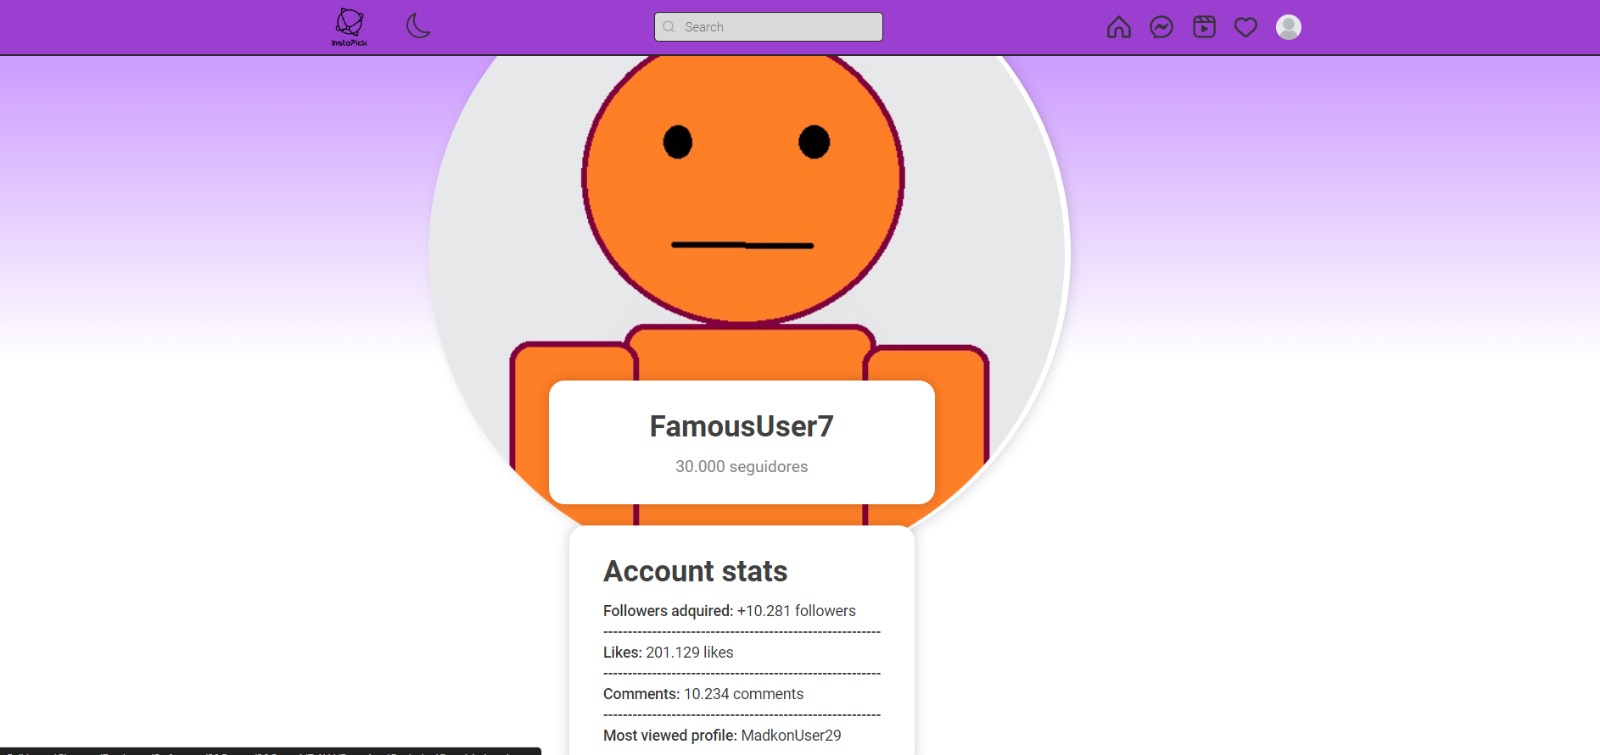 InstaPick
Search
FamousUser7
30.000 seguidores
Account stats
Followers adquired: +10.281 followers
---------------------------------------------------------
Likes: 201.129 likes
---------------------------------------------------------
Comments: 10.234 comments
---------------------------------------------------------
Most viewed profile: MadkonUser29